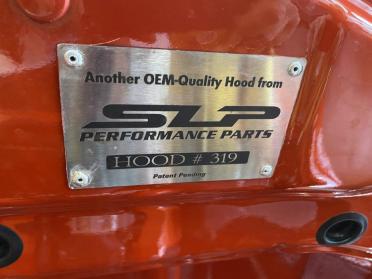 Another OEM-Quality Hood from
SLP
PERFORMANCE PARTS
HOOD # 319
Patent Pending